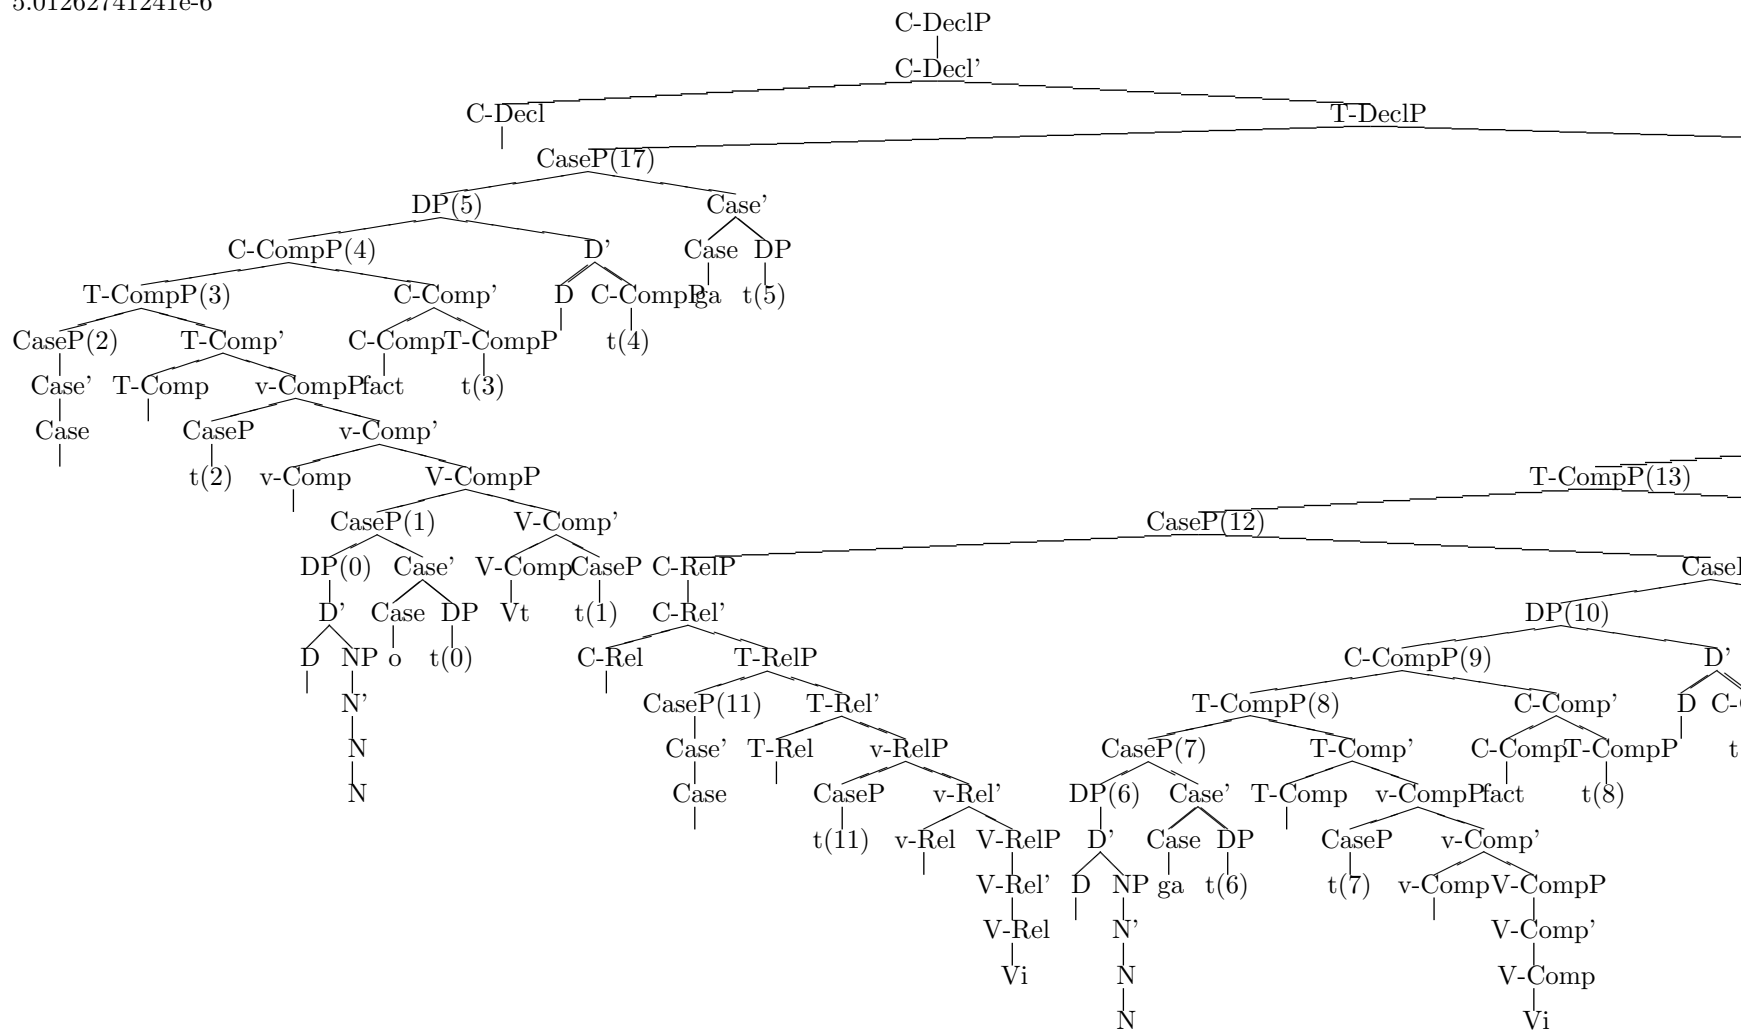 5.01262741241e-6
C-DeclP
C-Decl'
C-Decl T-DeclP
CaseP(17)
DP(5) Case'
C-CompP(4) D' Case DP
T-CompP(3) C-Comp' D C-CompP ga t(5)
CaseP(2) T-Comp' C-Comp T-CompP t(4)
Case' T-Comp v-CompP fact t(3)
Case CaseP v-Comp'
t(2) v-Comp V-CompP T-CompP(13)
CaseP(1) V-Comp' CaseP(12)
DP(0) Case' V-Comp CaseP C-RelP
D' Case DP Vt t(1) C-Rel' DP(10)
D NP o t(0) C-Rel T-RelP C-CompP(9) D'
N' CaseP(11) T-Rel' T-CompP(8) C-Comp' D
N Case' T-Rel v-RelP CaseP(7) T-Comp' C-Comp T-CompP
N Case CaseP v-Rel' DP(6) Case' T-Comp v-CompP fact t(8)
t(11) v-Rel V-RelP D' Case DP CaseP v-Comp'
V-Rel' D NP ga t(6) t(7) v-Comp V-CompP
V-Rel N' V-Comp'
Vi N V-Comp
N Vi